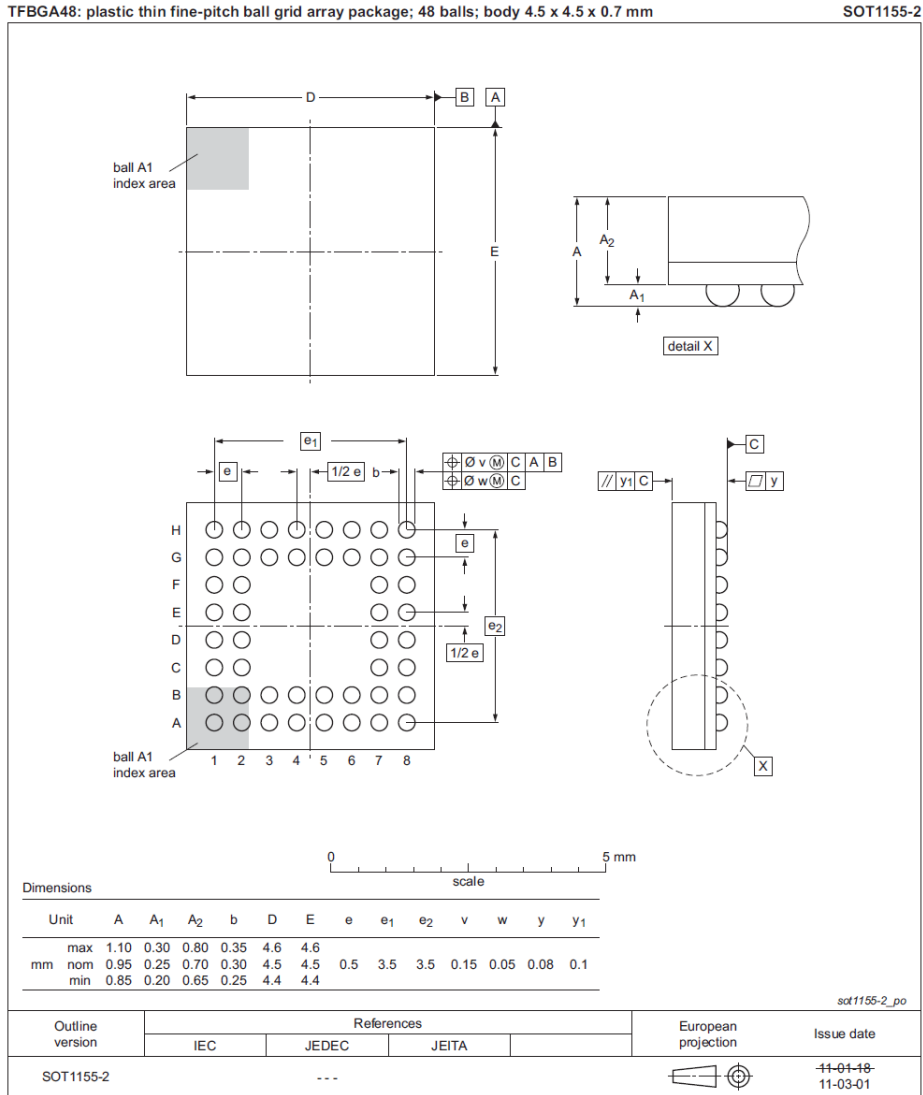 TFBGA48: plastic thin fine-pitch ball grid array package; 48 balls; body 4.5 x 4.5 x 0.7 mm SOT1155-2
D B A
ball A1
index area
E
A A2
A1
detail X
e1
e 1/2 e b
Ø v Ⓜ C A B
Ø w Ⓜ C
C
// y1 C
y
H
G
F
E
D
C
B
A
e
e2
1/2 e
ball A1
index area
1 2 3 4 5 6 7 8
X
0 5 mm
scale
Dimensions
Unit A A1 A2 b D E e e1 e2 v w y y1
max 1.10 0.30 0.80 0.35 4.6 4.6
mm nom 0.95 0.25 0.70 0.30 4.5 4.5 0.5 3.5 3.5 0.15 0.05 0.08 0.1
min 0.85 0.20 0.65 0.25 4.4 4.4
sot1155-2_po
Outline
version
References
IEC JEDEC JEITA
European
projection
Issue date
SOT1155-2 - - -
11-01-18
11-03-01